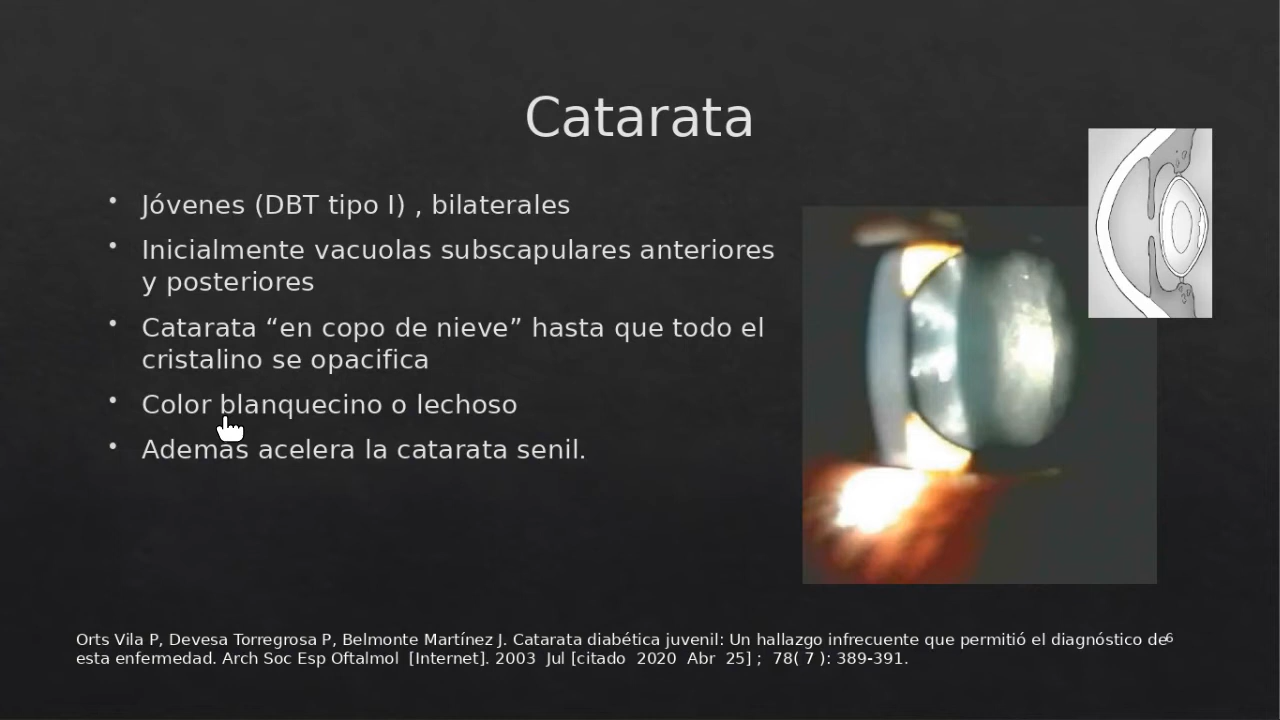 Catarata
• Jóvenes (DBT tipo I) , bilaterales
• Inicialmente vacuolas subscapulares anteriores
y posteriores
• Catarata “en copo de nieve” hasta que todo el
cristalino se opacifica
• Color blanquecino o lechoso
• Además acelera la catarata senil.
Orts Vila P, Devesa Torregrosa P, Belmonte Martínez J. Catarata diabética juvenil: Un hallazgo infrecuente que permitió el diagnóstico de
esta enfermedad. Arch Soc Esp Oftalmol [Internet]. 2003 Jul [citado 2020 Abr 25] ; 78( 7 ): 389-391.
6